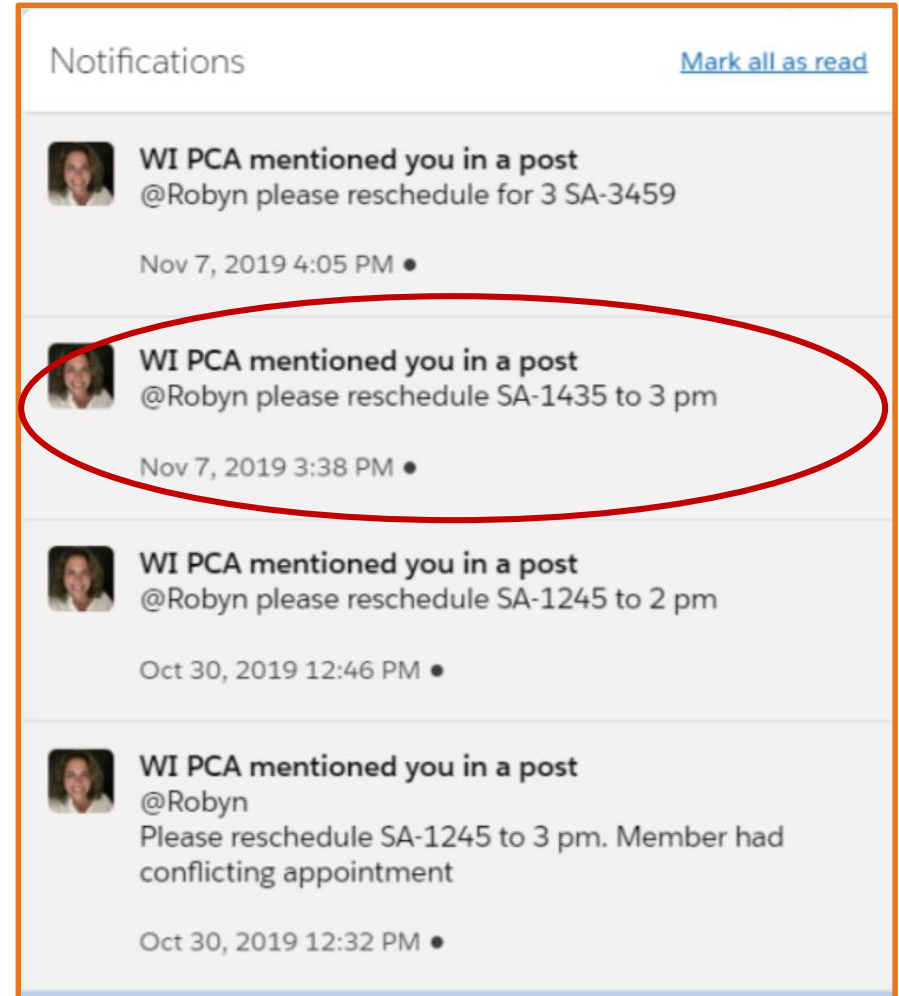 Notifications
Mark all as read
WI PCA mentioned you in a post
@Robyn please reschedule for 3 SA-3459
Nov 7, 2019 4:05 PM ●
WI PCA mentioned you in a post
@Robyn please reschedule SA-1435 to 3 pm
Nov 7, 2019 3:38 PM ●
WI PCA mentioned you in a post
@Robyn please reschedule SA-1245 to 2 pm
Oct 30, 2019 12:46 PM ●
WI PCA mentioned you in a post
@Robyn
Please reschedule SA-1245 to 3 pm. Member had
conflicting appointment
Oct 30, 2019 12:32 PM ●